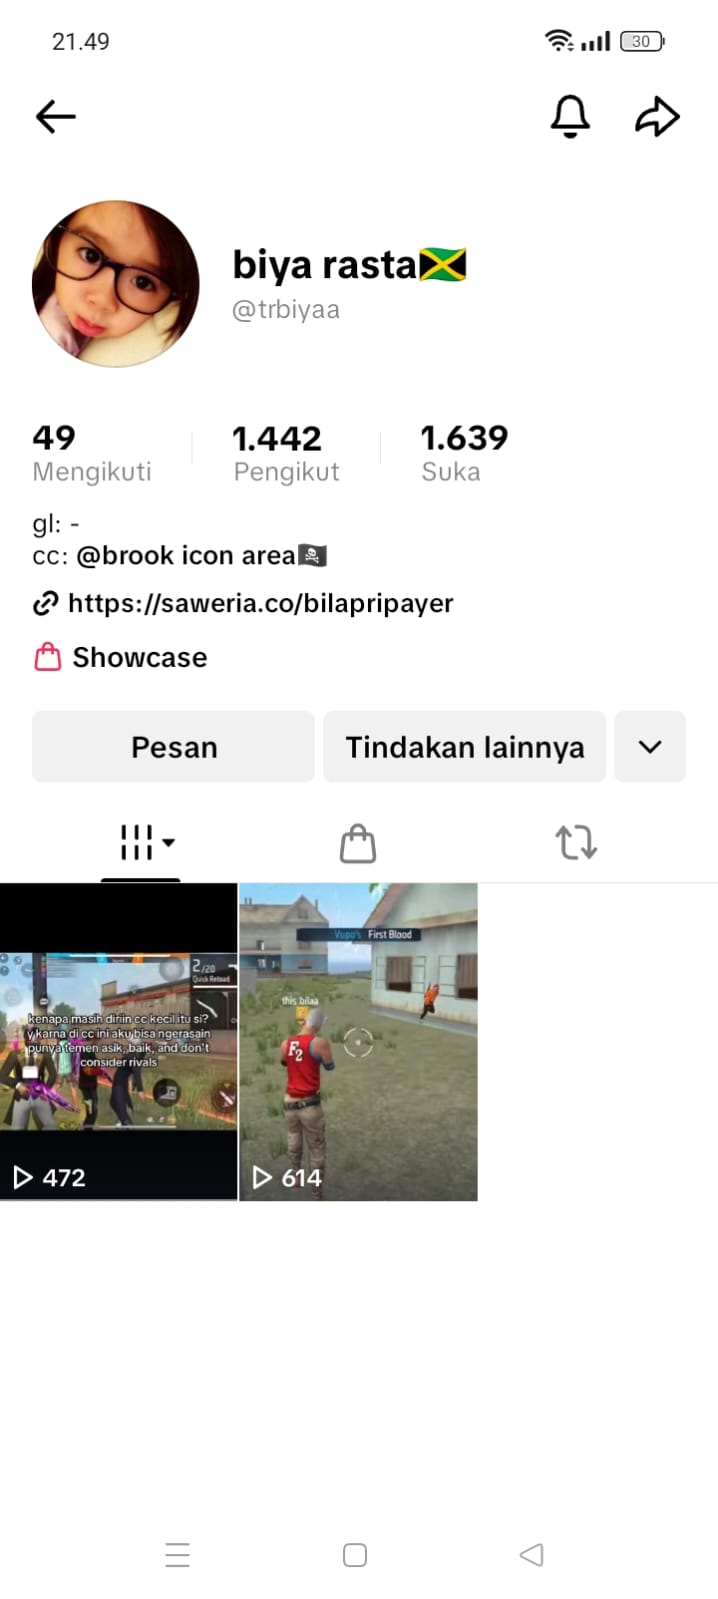 21.49
30
biya rasta🇯🇲
@trbiyaa
49
Mengikuti
1.442
Pengikut
1.639
Suka
gl: -
cc: @brook icon area🏴‍☠️
https://saweria.co/bilapripayer
Showcase
Pesan
Tindakan lainnya
2/20
Quick Reload
kenapa masih diriin cc kecil itu si?
ykarna di cc ini aku bisa ngerasain
punya temen asik, baik, and don't
consider rivals
472
Vupo's First Blood
this bilaa
F2
614